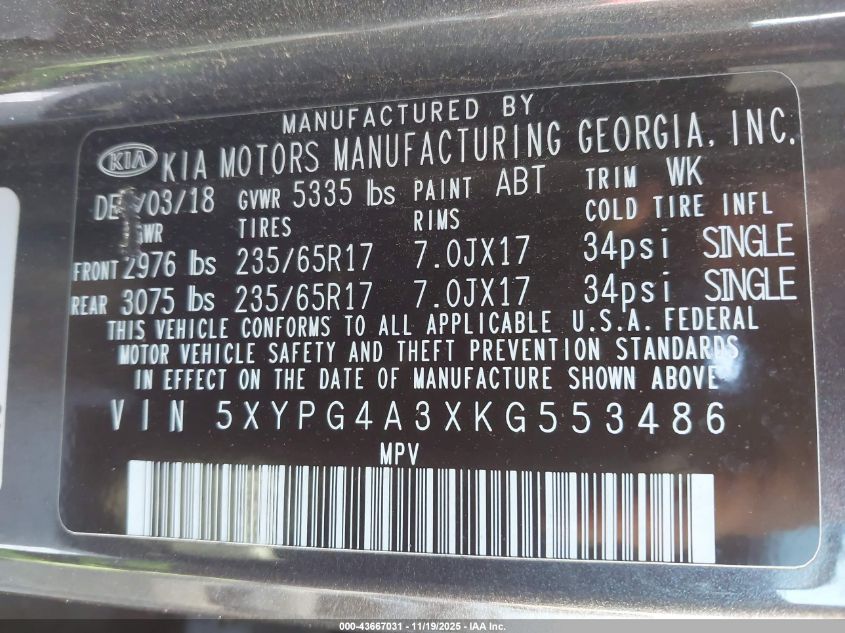 MANUFACTURED BY
KIA KIA MOTORS MANUFACTURING GEORGIA, INC.
/03/18 GVWR 5335 lbs PAINT ABT TRIM WK
TIRES RIMS COLD TIRE INFL
FRONT 2976 lbs 235/65R17 7.0JX17 34psi SINGLE
REAR 3075 lbs 235/65R17 7.0JX17 34psi SINGLE
THIS VEHICLE CONFORMS TO ALL APPLICABLE U.S.A. FEDERAL
MOTOR VEHICLE SAFETY AND THEFT PREVENTION STANDARDS
IN EFFECT ON THE DATE OF MANUFACTURE SHOWN ABOVE
VIN 5XYPG4A3XKG553486
MPV
000-43667031 - 11/19/2025 - IAA Inc.